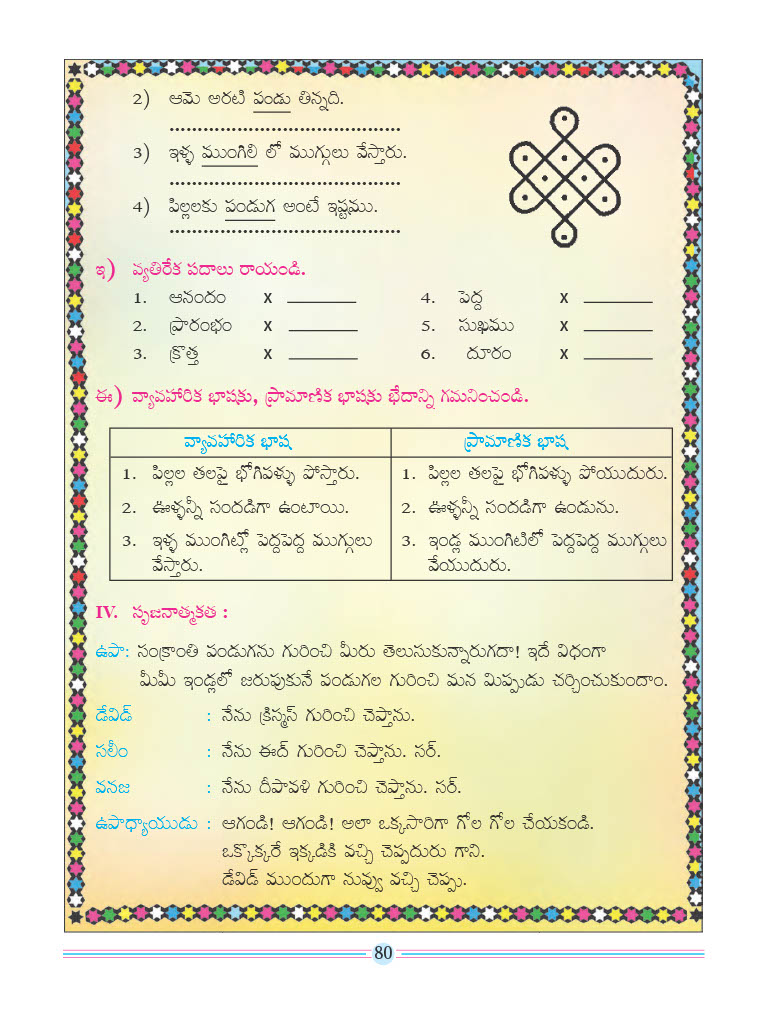 2) ఆమె అరటి పండు తిన్నది.
........................................
3) ఇళ్ళ ముంగిలి లో ముగ్గులు వేస్తారు.
........................................
4) పిల్లలకు పండుగ అంటే ఇష్టము.
........................................
ఇ) వ్యతిరేక పదాలు రాయండి.
1. ఆనందం x ________ 4. పెద్ద x ________
2. ప్రారంభం x ________ 5. సుఖము x ________
3. క్రొత్త x ________ 6. దూరం x ________
ఈ) వ్యావహారిక భాషకు, ప్రామాణిక భాషకు భేదాన్ని గమనించండి.
వ్యావహారిక భాష ప్రామాణిక భాష
1. పిల్లల తలపై భోగిపళ్ళు పోస్తారు. 1. పిల్లల తలపై భోగిపళ్ళు పోయుదురు.
2. ఊళ్ళన్నీ సందడిగా ఉంటాయి. 2. ఊళ్ళన్నీ సందడిగా ఉండును.
3. ఇళ్ళ ముంగిట్లో పెద్దపెద్ద ముగ్గులు 3. ఇండ్ల ముంగిటిలో పెద్దపెద్ద ముగ్గులు
వేస్తారు. వేయుదురు.
IV. సృజనాత్మకత :
ఉపా: సంక్రాంతి పండుగను గురించి మీరు తెలుసుకున్నారుగదా! ఇదే విధంగా
మీమీ ఇండ్లలో జరుపుకునే పండుగల గురించి మన మిప్పుడు చర్చించుకుందాం.
డేవిడ్ : నేను క్రిస్మస్ గురించి చెప్తాను.
సలీం : నేను ఈద్ గురించి చెప్తాను. సర్.
వనజ : నేను దీపావళి గురించి చెప్తాను. సర్.
ఉపాధ్యాయుడు : ఆగండి! ఆగండి! అలా ఒక్కసారిగా గోల గోల చేయకండి.
ఒక్కొక్కరే ఇక్కడికి వచ్చి చెప్పదురు గాని.
డేవిడ్ ముందుగా నువ్వు వచ్చి చెప్పు.
80